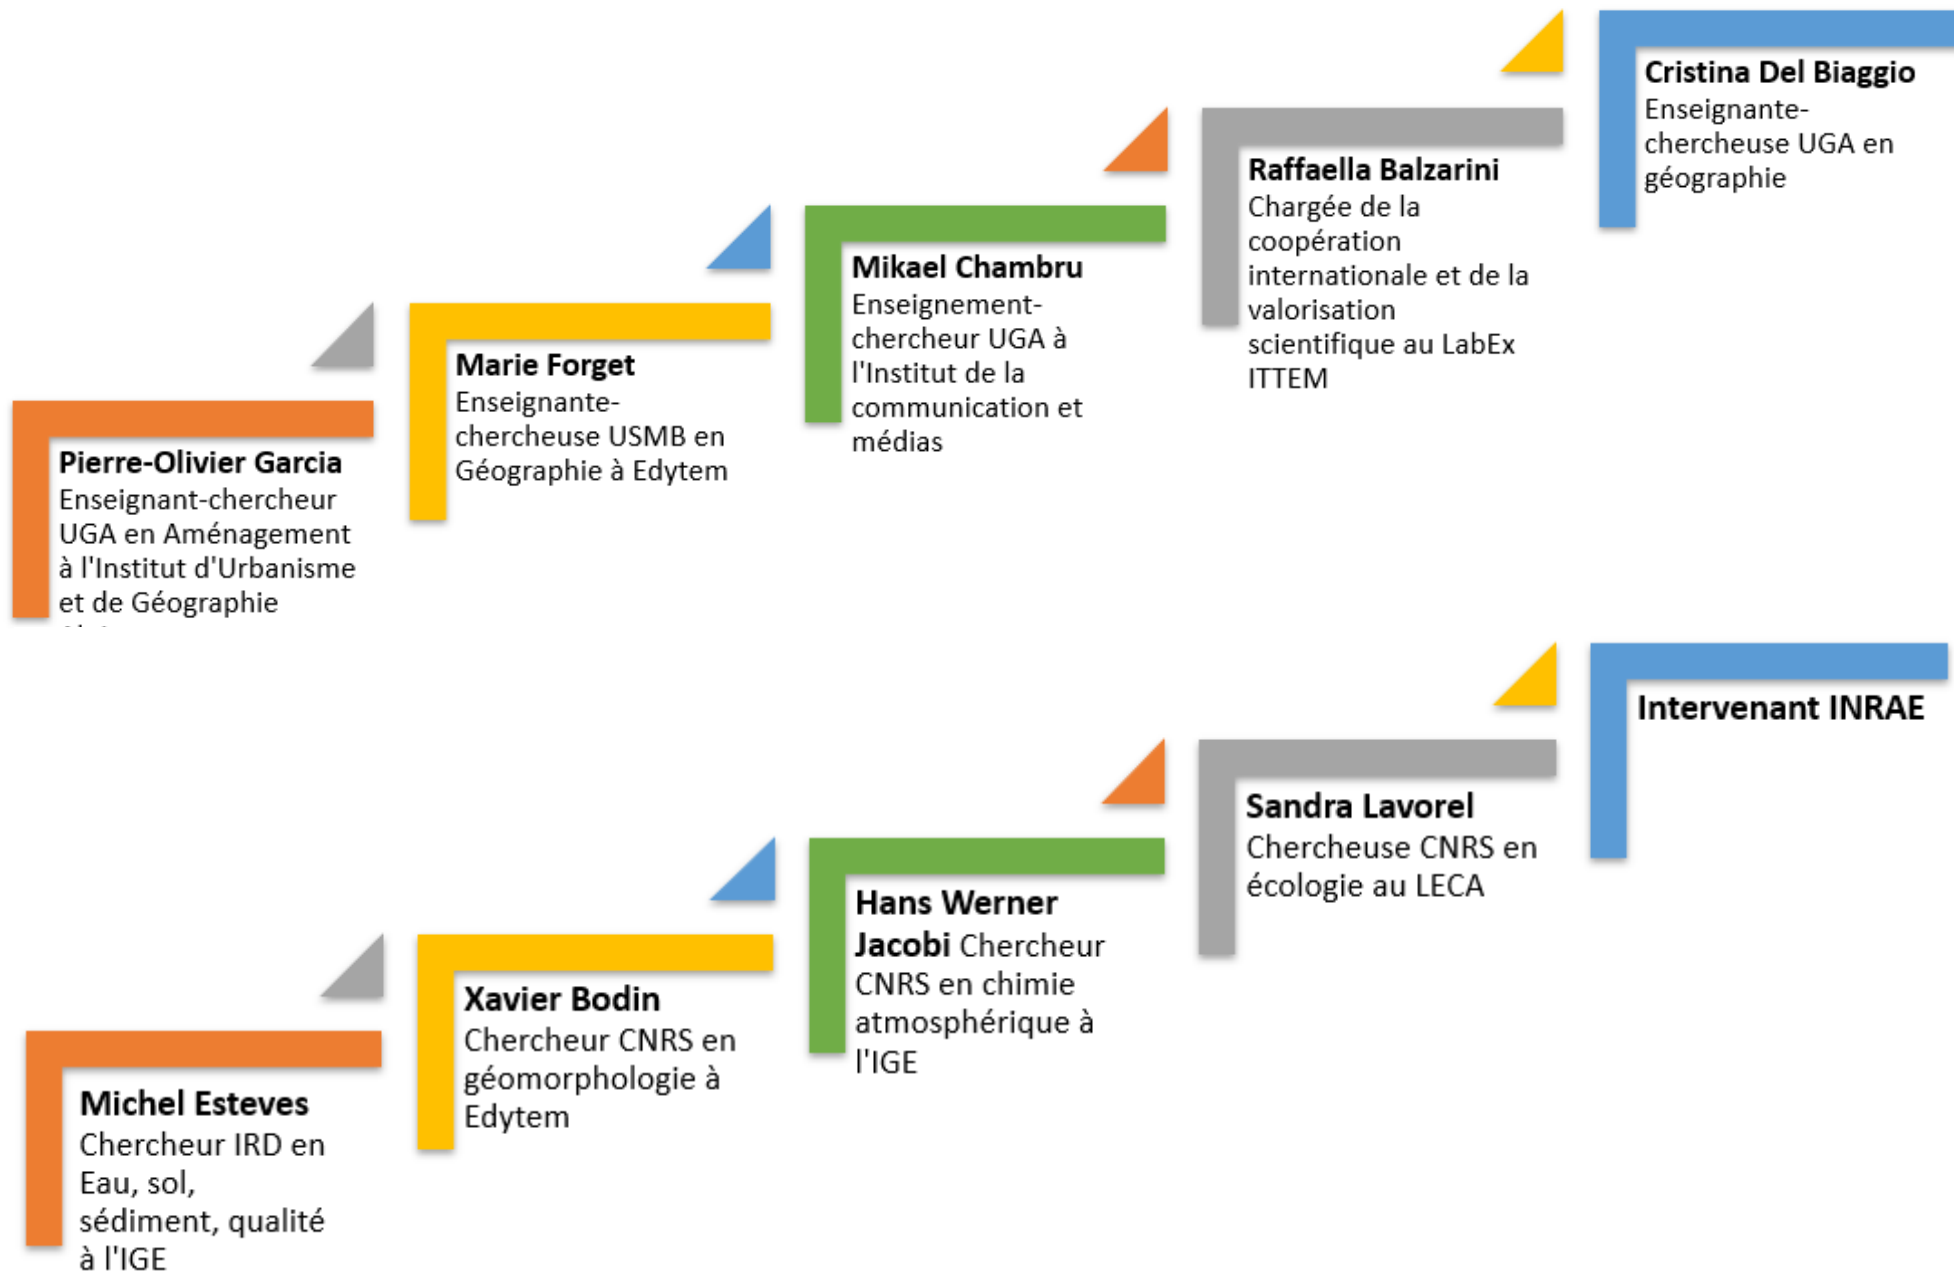 Pierre-Olivier Garcia
Enseignant-chercheur
UGA en Aménagement
à l'Institut d'Urbanisme
et de Géographie
Marie Forget
Enseignante-
chercheuse USMB en
Géographie à Edytem
Mikael Chambru
Enseignement-
chercheur UGA à
l'Institut de la
communication et
médias
Raffaella Balzarini
Chargée de la
coopération
internationale et de la
valorisation
scientifique au LabEx
ITTEM
Cristina Del Biaggio
Enseignante-
chercheuse UGA en
géographie
Michel Esteves
Chercheur IRD en
Eau, sol,
sédiment, qualité
à l'IGE
Xavier Bodin
Chercheur CNRS en
géomorphologie à
Edytem
Hans Werner
Jacobi Chercheur
CNRS en chimie
atmosphérique à
l'IGE
Sandra Lavorel
Chercheuse CNRS en
écologie au LECA
Intervenant INRAE